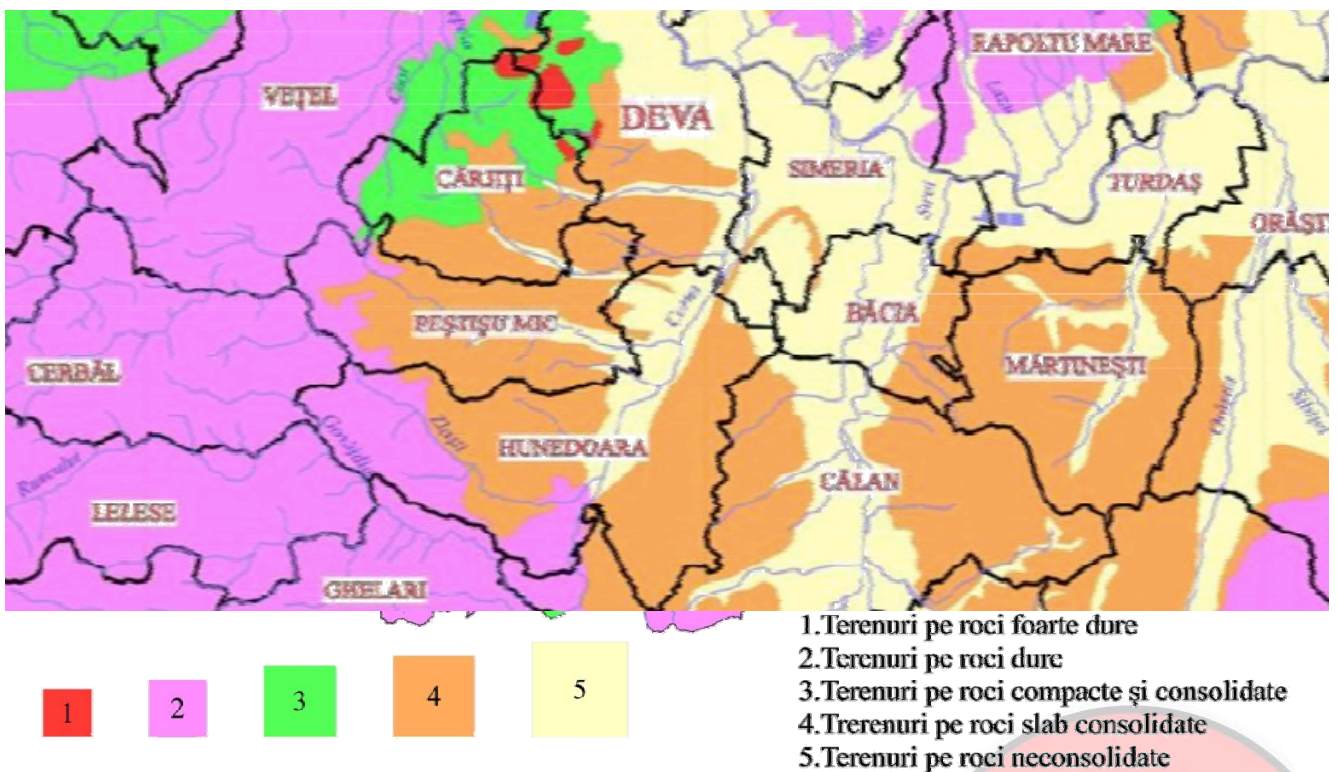 RAPOLTU MARE
VEȚEL
DEVA
SIMERIA
TURDAȘ
Strei
ORĂȘT
Cerna
PEȘTIȘU MIC
BĂCIA
CERBĂL
MĂRTINEȘTI
Zlaști
HUNEDOARA
CĂLAN
Runcului
LELESE
GHELARI
1 2 3 4 5
1.Terenuri pe roci foarte dure
2.Terenuri pe roci dure
3.Terenuri pe roci compacte și consolidate
4.Trerenuri pe roci slab consolidate
5.Terenuri pe roci neconsolidate